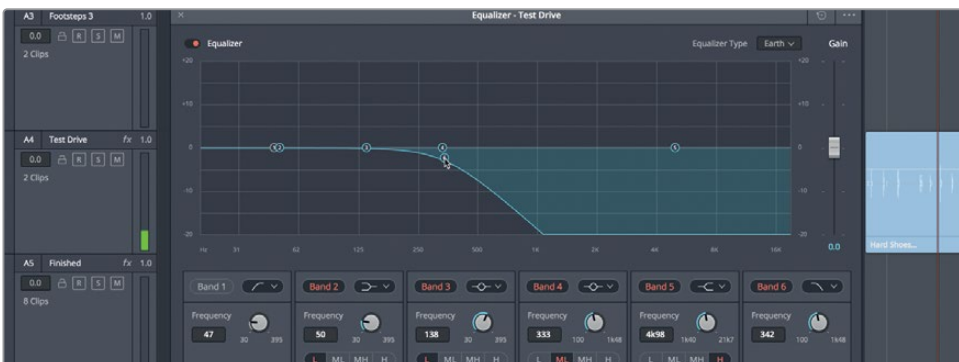 A3 Footsteps 3 1.0
0.0 R S M
2 Clips
A4 Test Drive fx 1.0
0.0 R S M
2 Clips
A5 Finished fx 1.0
0.0 R S M
8 Clips
Equalizer - Test Drive
Equalizer
Equalizer Type Earth Gain
+20 +20
+10 +10
0 0
-10 -10
-20 -20
Hz 31 62 125 250 500 1K 2K 4K 8K 16K
0.0
2 3 4 5
Hard Shoes...
Band 1 Band 2 Band 3 Band 4 Band 5 Band 6
Frequency Frequency Frequency Frequency Frequency Frequency
47 30 395 50 30 395 138 30 395 333 100 1k48 4k98 1k40 21k7 342 100 1k48
L ML MH H L ML MH H L ML MH H L ML MH H